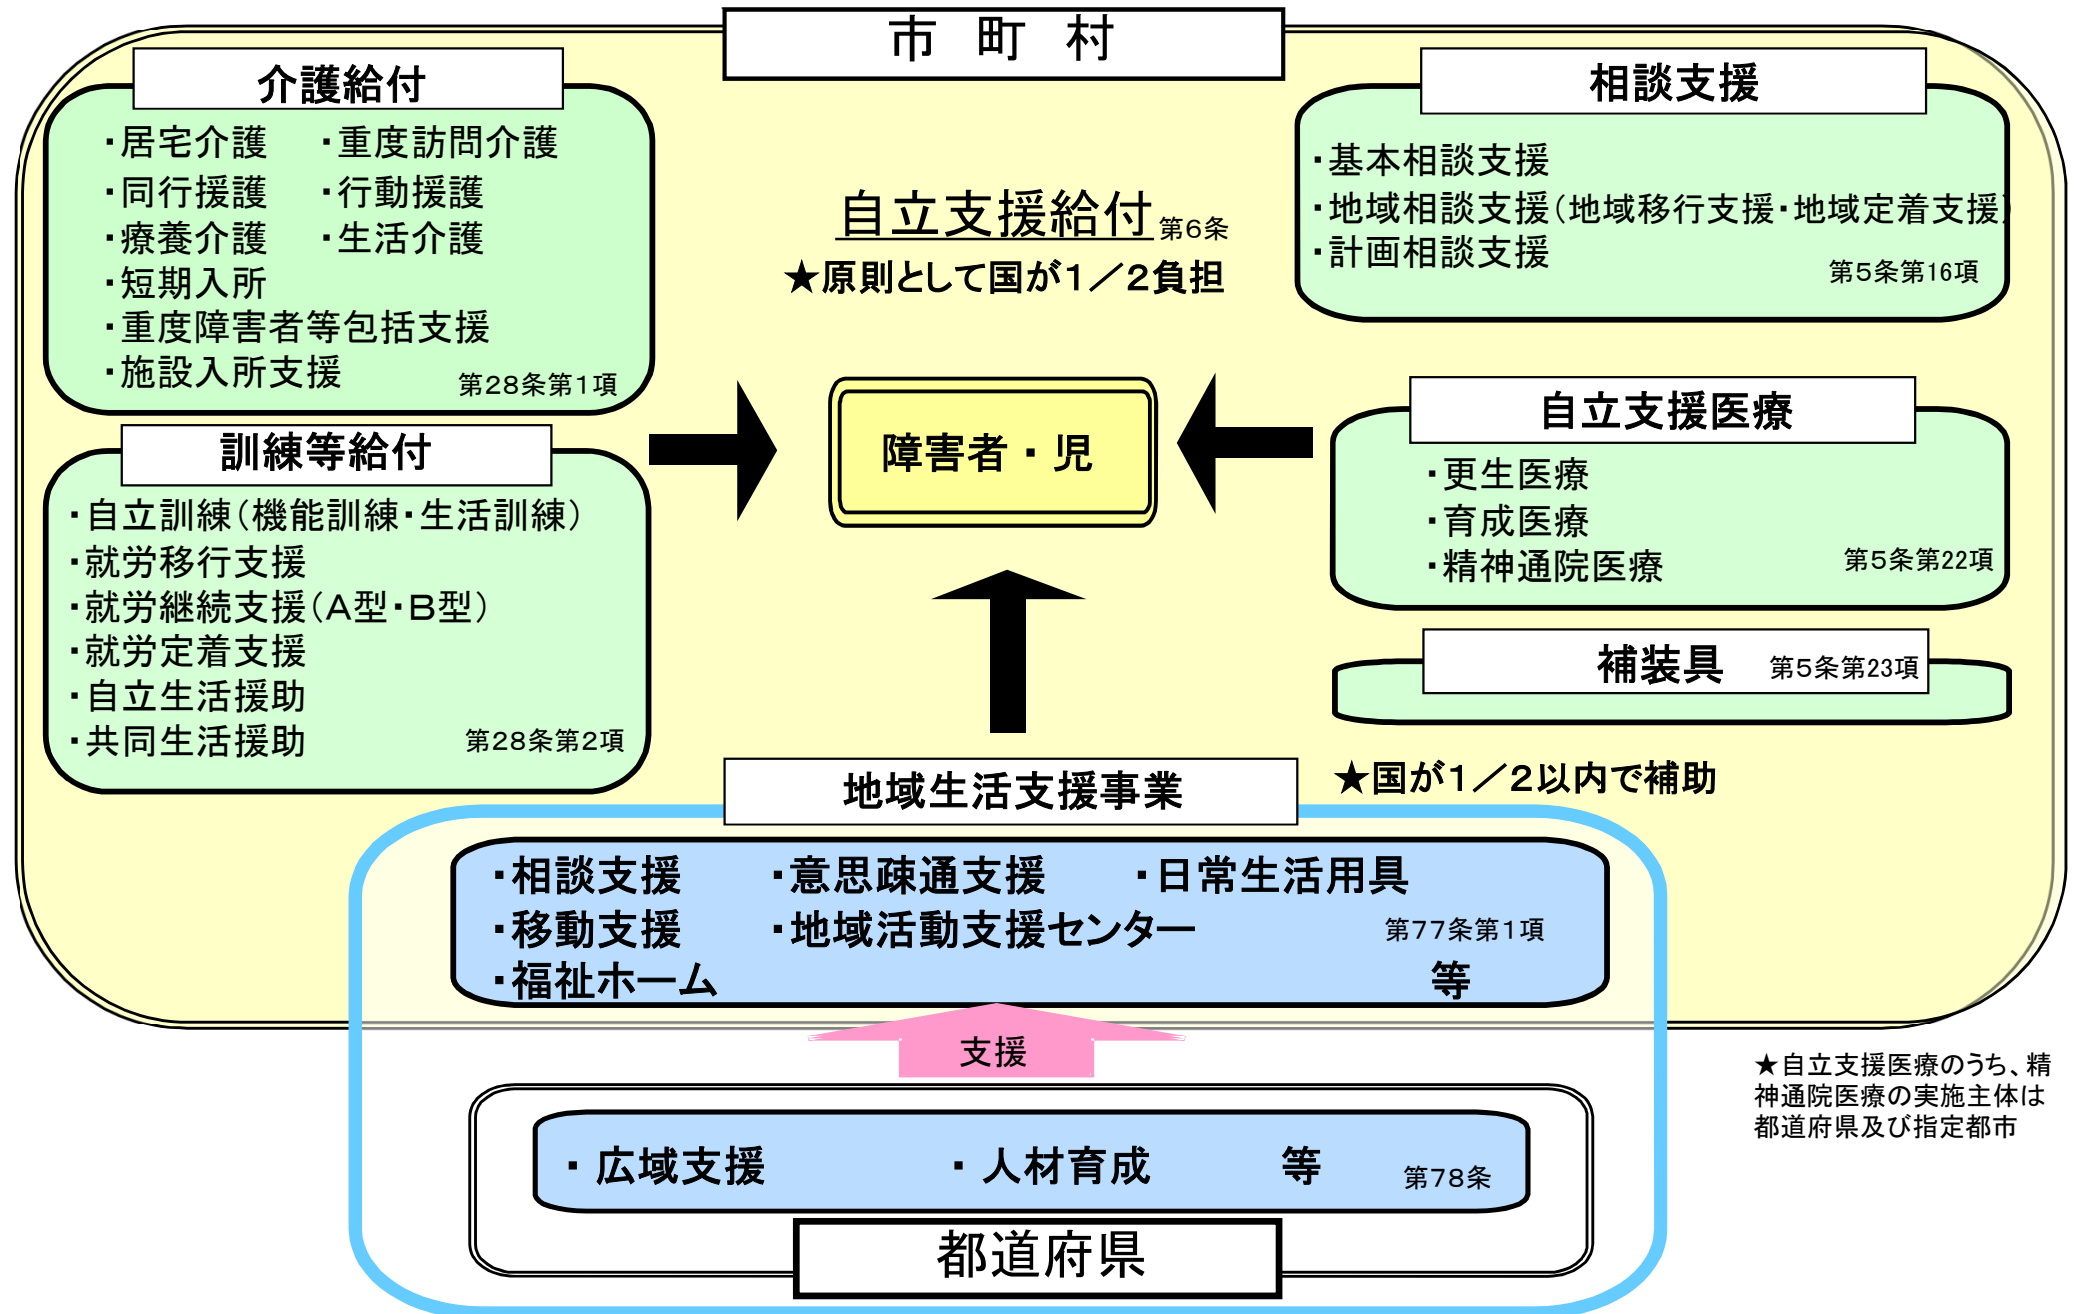 市 町 村
介護給付
・居宅介護 ・重度訪問介護
・同行援護 ・行動援護
・療養介護 ・生活介護
・短期入所
・重度障害者等包括支援
・施設入所支援 第28条第1項
訓練等給付
・自立訓練(機能訓練・生活訓練)
・就労移行支援
・就労継続支援(A型・B型)
・就労定着支援
・自立生活援助
・共同生活援助 第28条第2項
自立支援給付 第6条
★原則として国が1/2負担
障害者・児
相談支援
・基本相談支援
・地域相談支援(地域移行支援・地域定着支援)
・計画相談支援
第5条第16項
自立支援医療
・更生医療
・育成医療
・精神通院医療 第5条第22項
補装具 第5条第23項
地域生活支援事業
★国が1/2以内で補助
・相談支援 ・意思疎通支援 ・日常生活用具
・移動支援 ・地域活動支援センター 第77条第1項
・福祉ホーム 等
支援
・広域支援 ・人材育成 等 第78条
都道府県
★自立支援医療のうち、精
神通院医療の実施主体は
都道府県及び指定都市